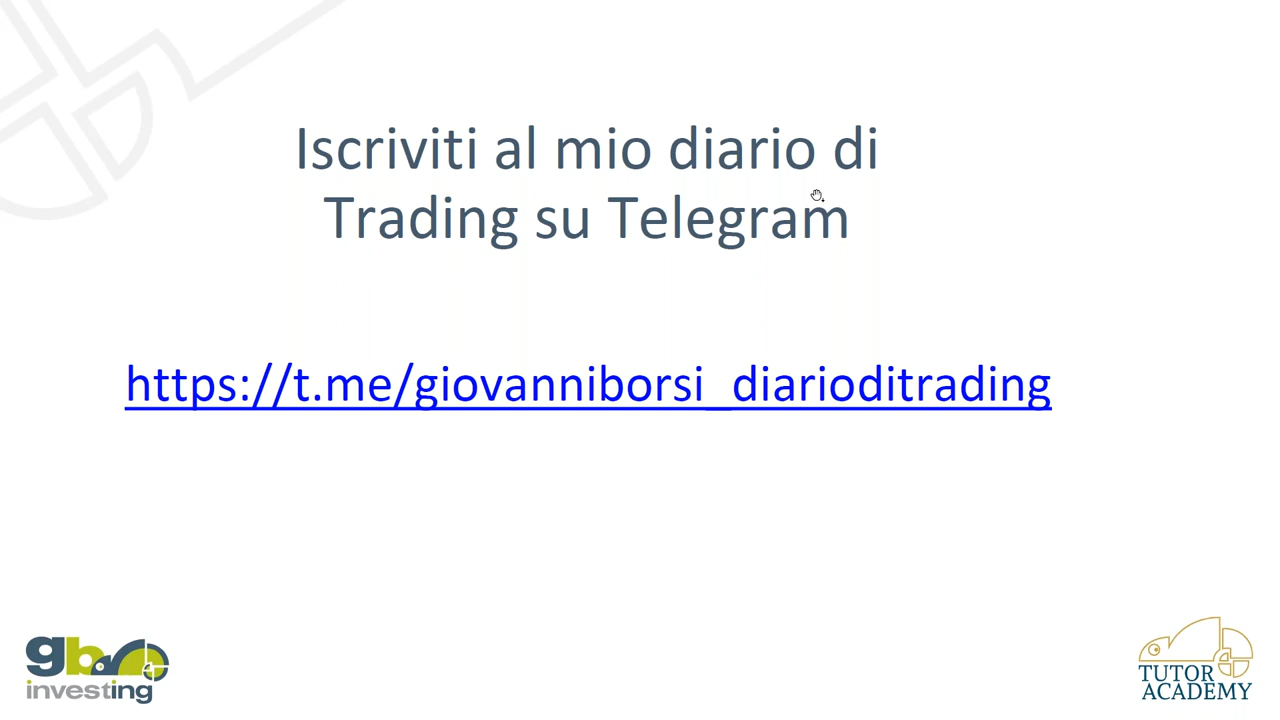 Iscriviti al mio diario di
Trading su Telegram
https://t.me/giovanniborsi_diarioditrading
gb
investing
TUTOR
ACADEMY